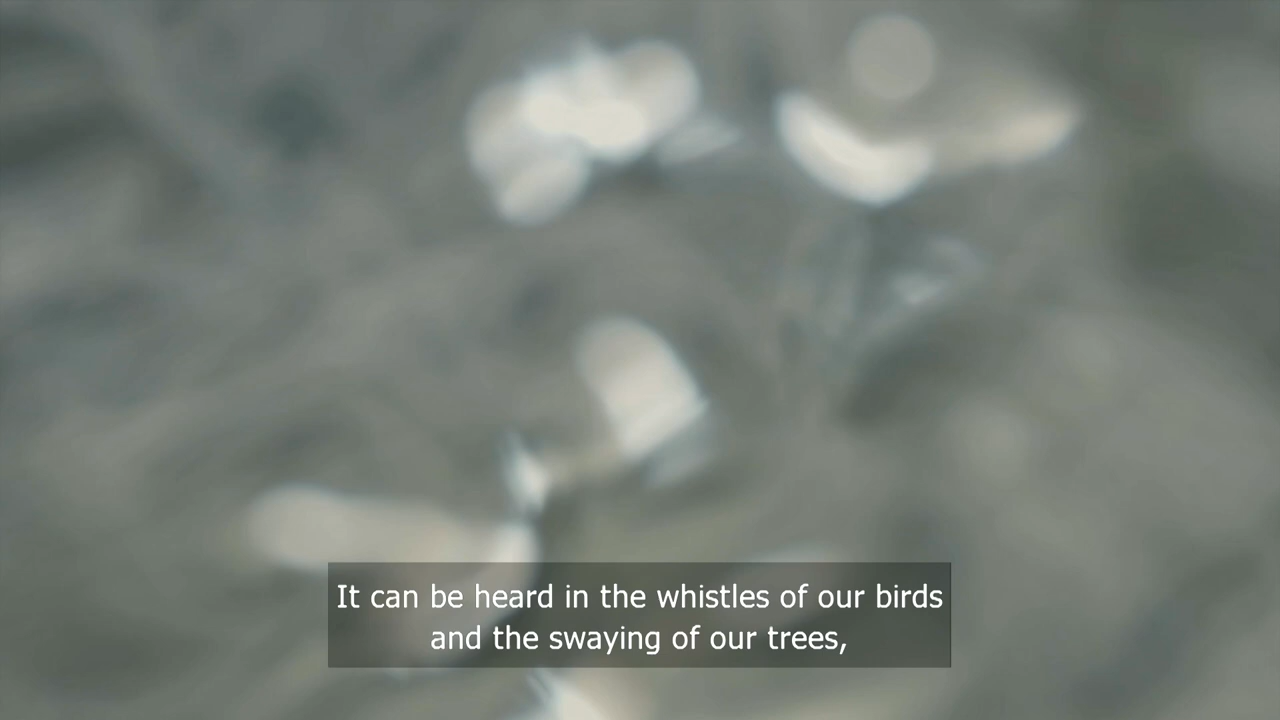 It can be heard in the whistles of our birds
and the swaying of our trees,